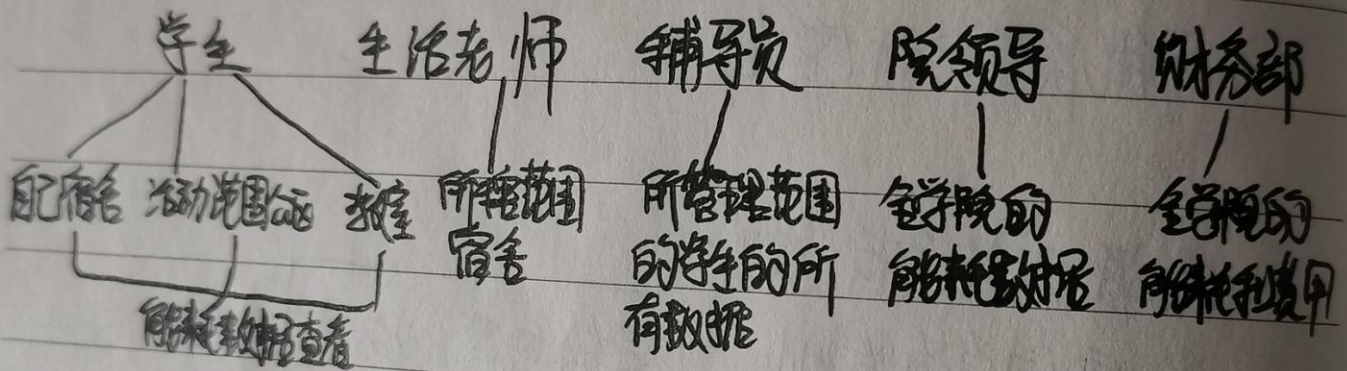 学生 生活老师 辅导员 院领导 财务部
自己宿舍 活动范围公过 教室 所管范围 所管理范围 全学院的 全学院的
宿舍 的学生的所 能耗数据 能耗和费用
能耗数据查看 有数据